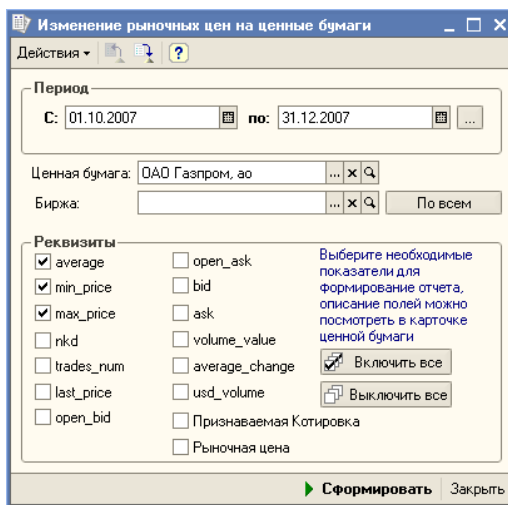 Изменение рыночных цен на ценные бумаги
Действия
Период
С: 01.10.2007 по: 31.12.2007 ...
Ценная бумага: ОАО Газпром, ао ...
Биржа: ... По всем
Реквизиты
average
min_price
max_price
nkd
trades_num
last_price
open_bid
open_ask
bid
ask
volume_value
average_change
usd_volume
Признаваемая Котировка
Рыночная цена
Выберите необходимые
показатели для
формирование отчета,
описание полей можно
посмотреть в карточке
ценной бумаги
Включить все
Выключить все
Сформировать Закрыть